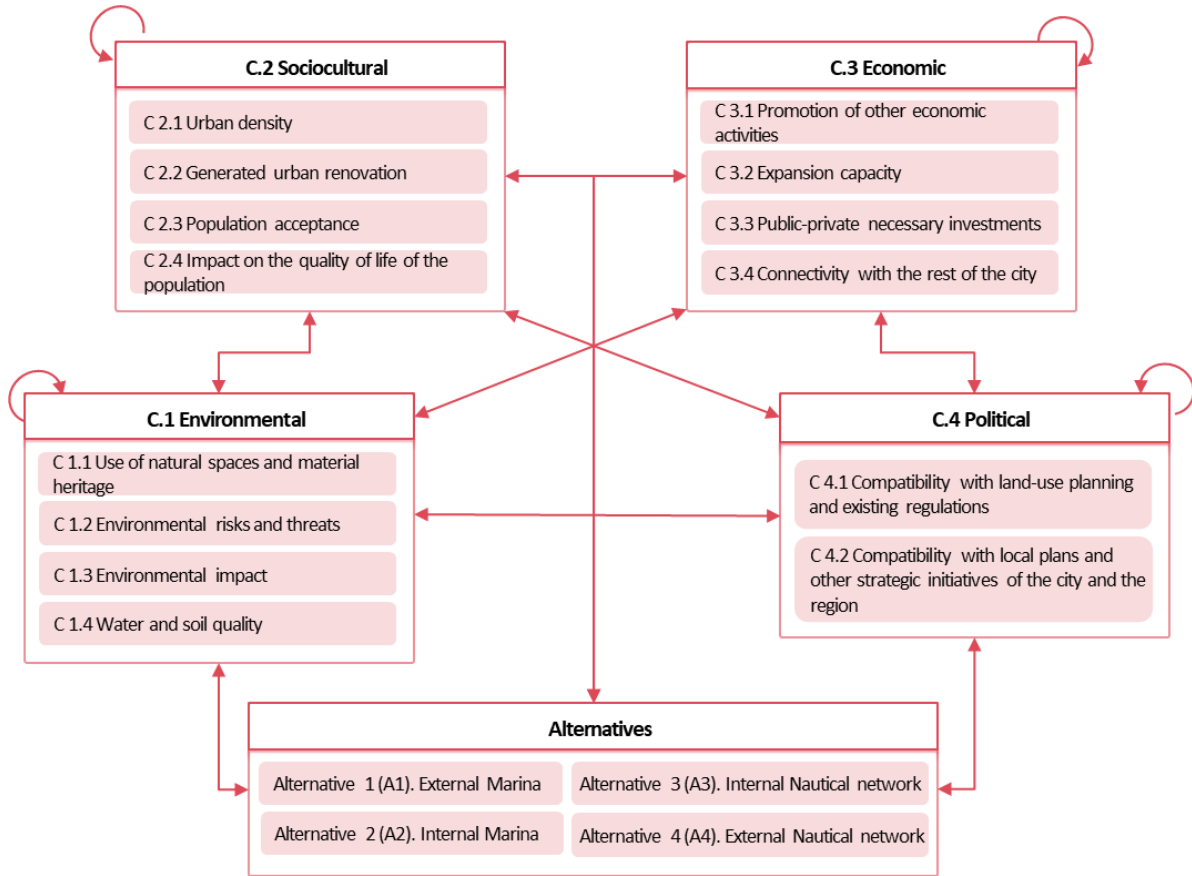 C.2 Sociocultural
C 2.1 Urban density
C 2.2 Generated urban renovation
C 2.3 Population acceptance
C 2.4 Impact on the quality of life of the
population
C.3 Economic
C 3.1 Promotion of other economic
activities
C 3.2 Expansion capacity
C 3.3 Public-private necessary investments
C 3.4 Connectivity with the rest of the city
C.1 Environmental
C 1.1 Use of natural spaces and material
heritage
C 1.2 Environmental risks and threats
C 1.3 Environmental impact
C 1.4 Water and soil quality
C.4 Political
C 4.1 Compatibility with land-use planning
and existing regulations
C 4.2 Compatibility with local plans and
other strategic initiatives of the city and the
region
Alternatives
Alternative 1 (A1). External Marina
Alternative 2 (A2). Internal Marina
Alternative 3 (A3). Internal Nautical network
Alternative 4 (A4). External Nautical network